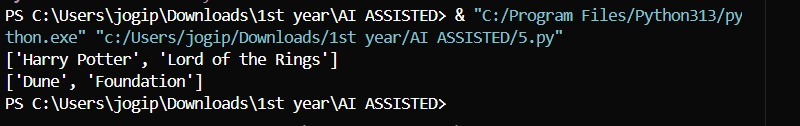 PS C:\Users\jogip\Downloads\1st year\AI ASSISTED> & "C:/Program Files/Python313/py
thon.exe" "c:/Users/jogip/Downloads/1st year/AI ASSISTED/5.py"
['Harry Potter', 'Lord of the Rings']
['Dune', 'Foundation']
PS C:\Users\jogip\Downloads\1st year\AI ASSISTED>